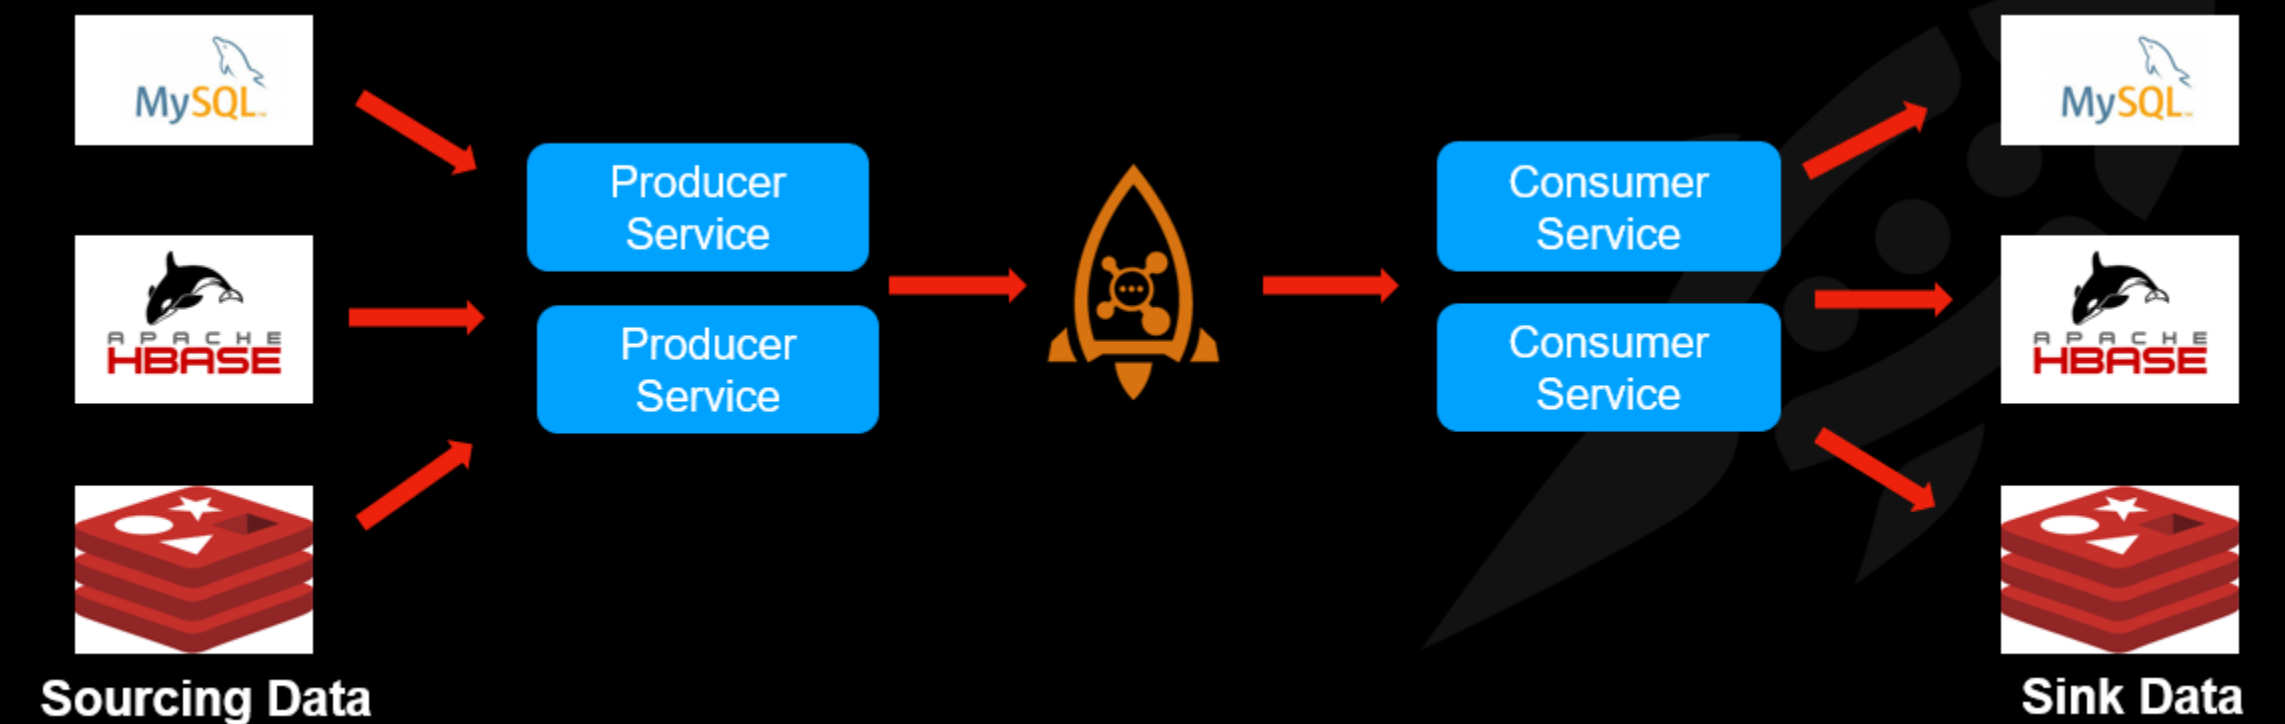 MySQL
APACHE
HBASE
Sourcing Data
Producer
Service
Producer
Service
Consumer
Service
Consumer
Service
MySQL
APACHE
HBASE
Sink Data